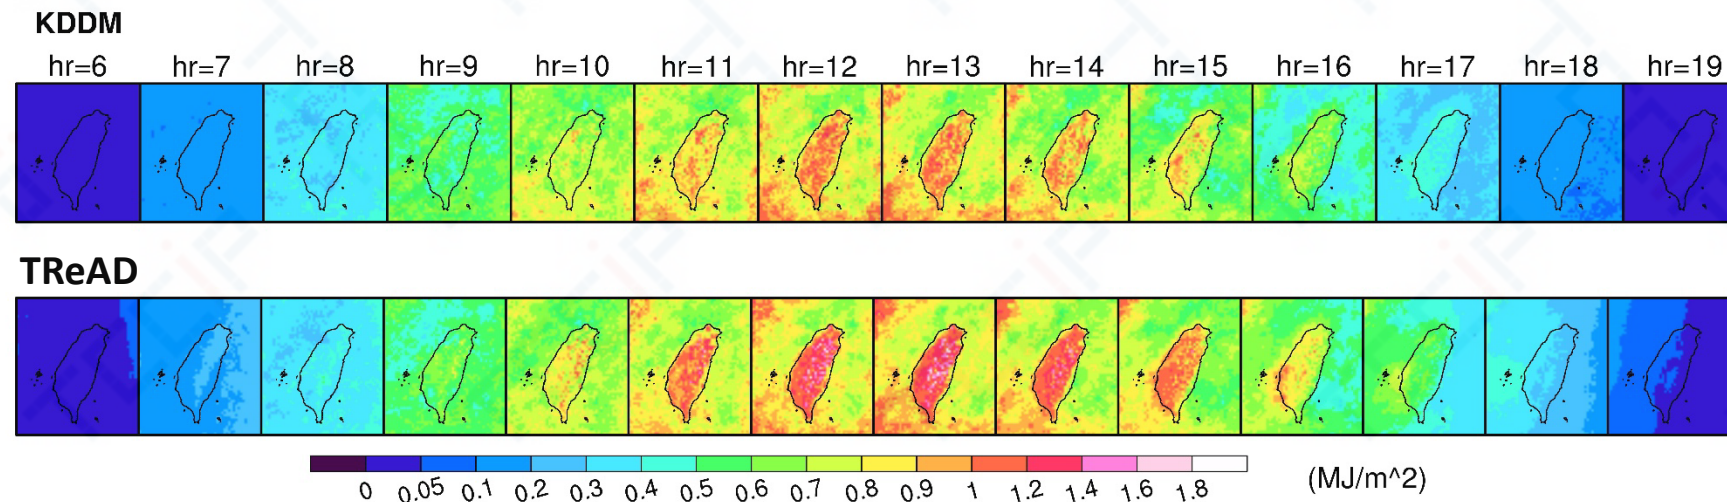 KDDM
hr=6 hr=7 hr=8 hr=9 hr=10 hr=11 hr=12 hr=13 hr=14 hr=15 hr=16 hr=17 hr=18 hr=19
TReAD
0 0.05 0.1 0.2 0.3 0.4 0.5 0.6 0.7 0.8 0.9 1 1.2 1.4 1.6 1.8 (MJ/m^2)